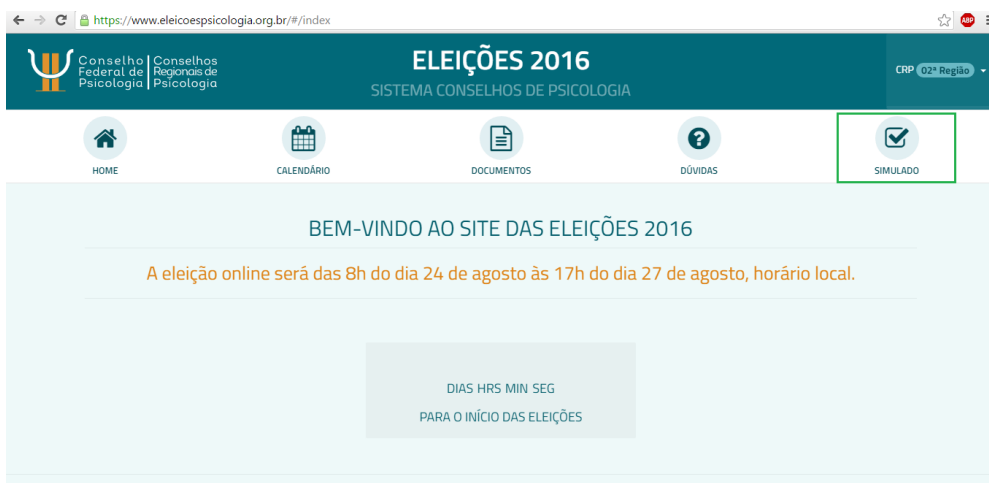 https://www.eleicoespsicologia.org.br/#/index
ABP
Conselho Conselhos
Federal de Regionais de
Psicologia Psicologia
ELEIÇÕES 2016
SISTEMA CONSELHOS DE PSICOLOGIA
CRP 02ª Região
HOME
CALENDÁRIO
DOCUMENTOS
DÚVIDAS
SIMULADO
BEM-VINDO AO SITE DAS ELEIÇÕES 2016
A eleição online será das 8h do dia 24 de agosto às 17h do dia 27 de agosto, horário local.
DIAS HRS MIN SEG
PARA O INÍCIO DAS ELEIÇÕES